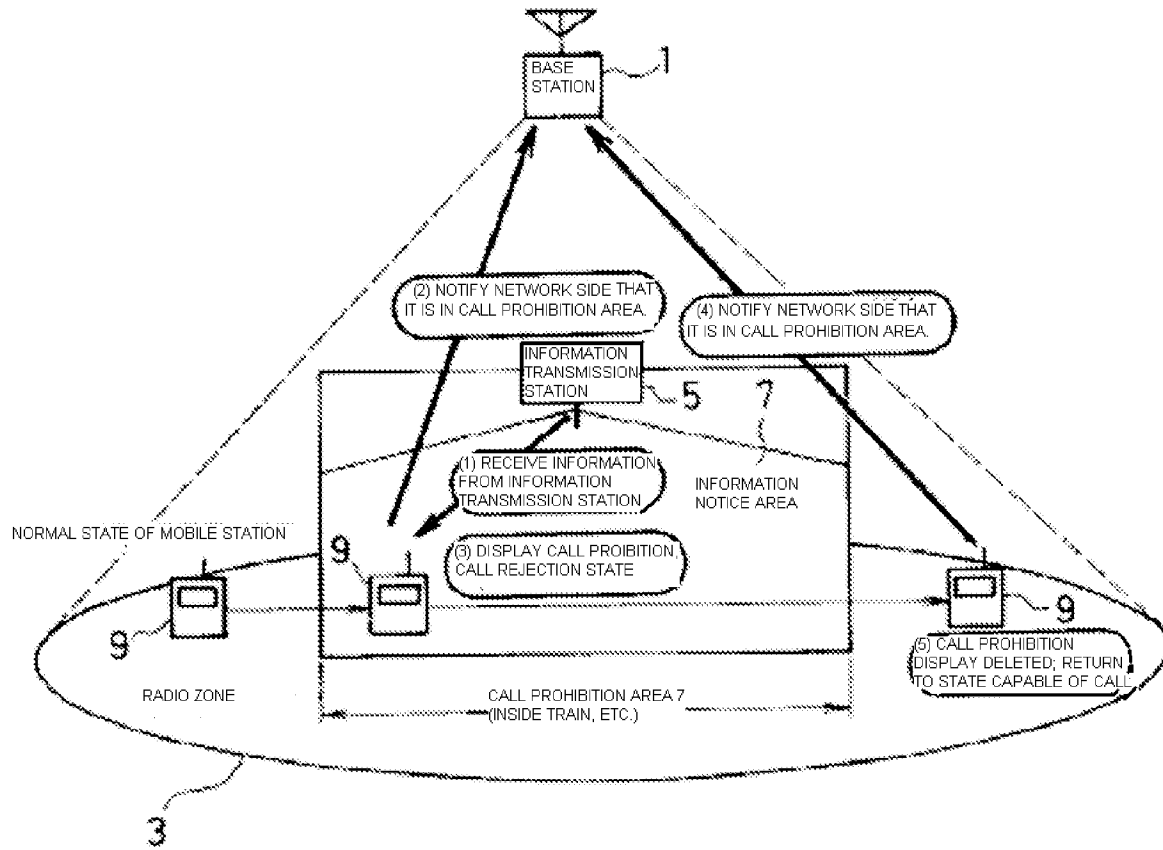 BASE
STATION
1
(2) NOTIFY NETWORK SIDE THAT
IT IS IN CALL PROHIBITION AREA.
(4) NOTIFY NETWORK SIDE THAT
IT IS IN CALL PROHIBITION AREA.
INFORMATION
TRANSMISSION
STATION
5
7
(1) RECEIVE INFORMATION
FROM INFORMATION
TRANSMISSION STATION
INFORMATION
NOTICE AREA
NORMAL STATE OF MOBILE STATION
9
(3) DISPLAY CALL PROIBITION,
CALL REJECTION STATE
9
9
(5) CALL PROHIBITION
DISPLAY DELETED; RETURN
TO STATE CAPABLE OF CALL
RADIO ZONE
CALL PROHIBITION AREA 7
(INSIDE TRAIN, ETC.)
3